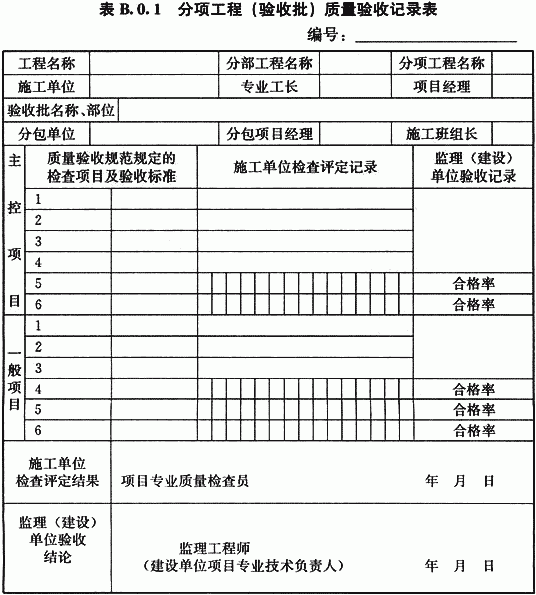 表 B.0.1 分项工程（验收批）质量验收记录表
编号：
工程名称 分部工程名称 分项工程名称
施工单位 专业工长 项目经理
验收批名称、部位
分包单位 分包项目经理 施工班组长
主控项目 质量验收规范规定的检查项目及验收标准 施工单位检查评定记录 监理（建设）单位验收记录
1
2
3
4
5 合格率
6 合格率
一般项目
1
2
3
4 合格率
5 合格率
6 合格率
施工单位
检查评定结果 项目专业质量检查员 年 月 日
监理（建设）
单位验收
结论
监理工程师
（建设单位项目专业技术负责人） 年 月 日